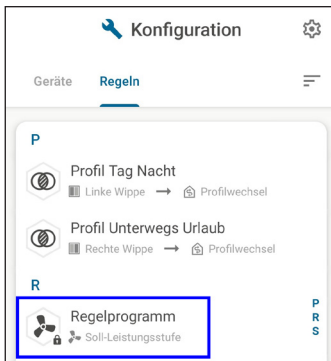 Konfiguration
Geräte Regeln
P
Profil Tag Nacht
Linke Wippe → Profilwechsel
Profil Unterwegs Urlaub
Rechte Wippe → Profilwechsel
R
Regelprogramm
Soll-Leistungsstufe
P
R
S